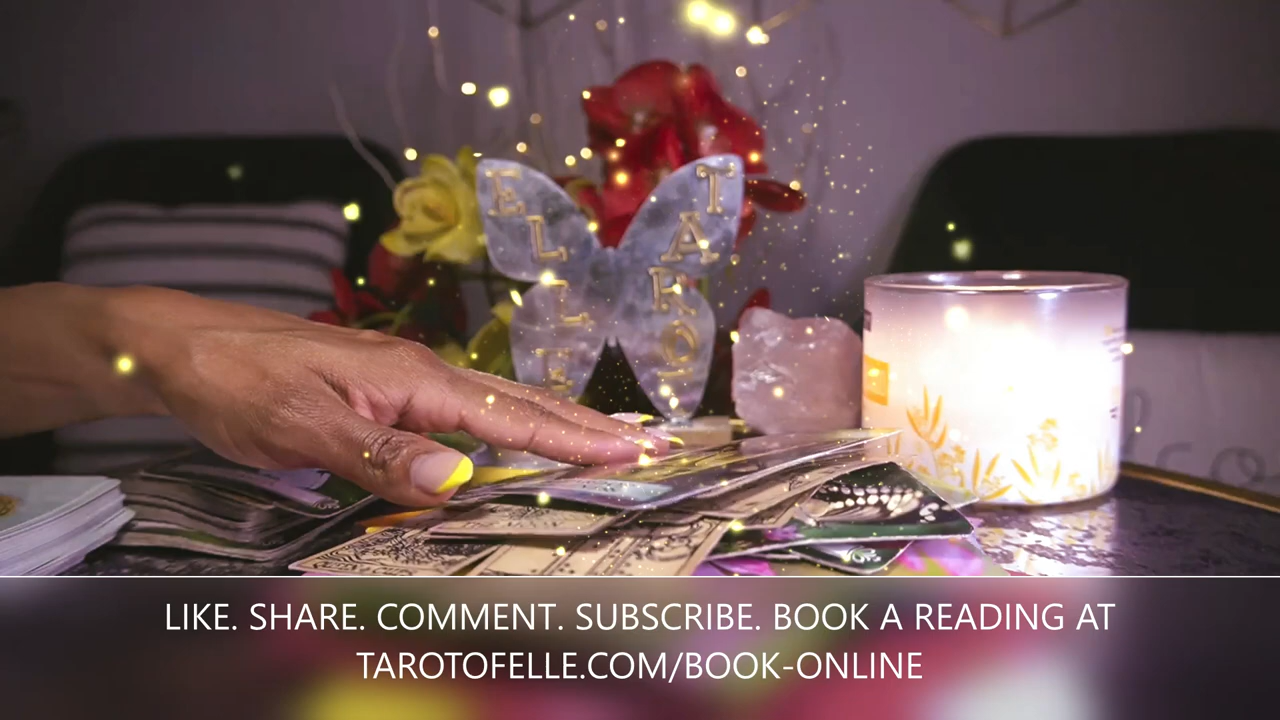 ELLE
TAROT
LIKE. SHARE. COMMENT. SUBSCRIBE. BOOK A READING AT
TAROTOFELLE.COM/BOOK-ONLINE